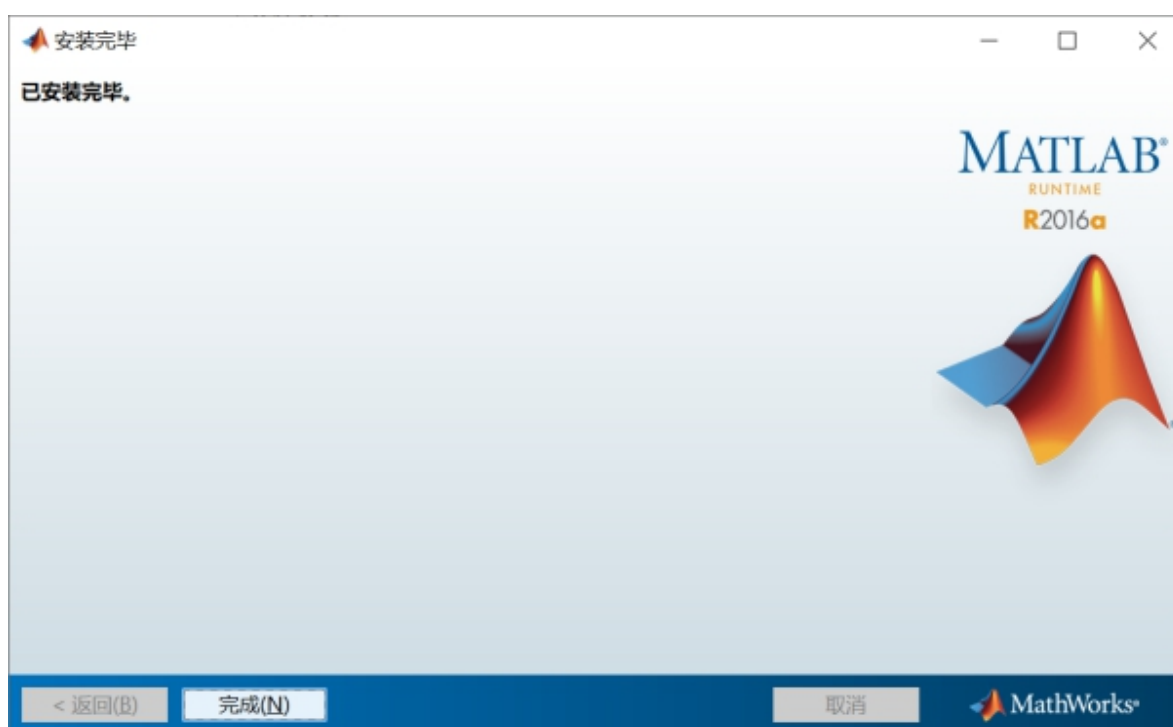 安装完毕
已安装完毕。
MATLAB®
RUNTIME
R2016a
< 返回(B)
完成(N)
取消
MathWorks®